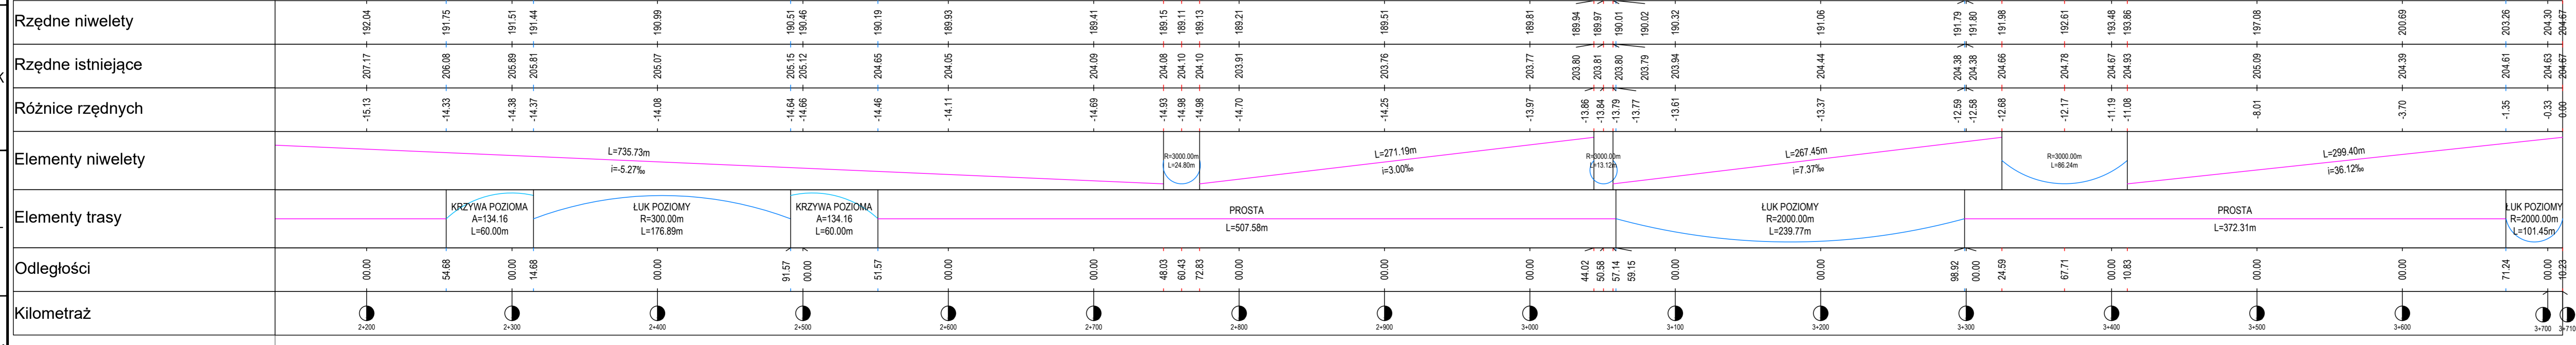 Rzędne niwelety
192.04 191.75 191.51 191.44 190.99 190.51 190.46 190.19 189.93 189.41 189.15 189.11 189.13 189.21 189.51 189.81 189.94 189.97 190.01 190.02 190.32 191.06 191.79 191.80 191.98 192.61 193.48 193.86 197.08 200.69 203.26 204.30 204.67
Rzędne istniejące
207.17 206.08 205.89 205.81 205.07 205.15 205.12 204.65 204.05 204.09 204.08 204.10 204.10 203.91 203.76 203.77 203.80 203.81 203.80 203.79 203.94 204.44 204.38 204.38 204.66 204.78 204.67 204.93 205.09 204.39 204.61 204.63 204.67
Różnice rzędnych
-15.13 -14.33 -14.38 -14.37 -14.08 -14.64 -14.66 -14.46 -14.11 -14.69 -14.93 -14.98 -14.98 -14.70 -14.25 -13.97 -13.86 -13.84 -13.79 -13.77 -13.61 -13.37 -12.59 -12.58 -12.68 -12.17 -11.19 -11.08 -8.01 -3.70 -1.35 -0.33 0.00
Elementy niwelety
L=735.73m
i=-5.27‰
R=3000.00m
L=24.80m
L=271.19m
i=3.00‰
R=3000.00m
L=13.12m
L=267.45m
i=7.37‰
R=3000.00m
L=86.24m
L=299.40m
i=36.12‰
Elementy trasy
KRZYWA POZIOMA
A=134.16
L=60.00m
ŁUK POZIOMY
R=300.00m
L=176.89m
KRZYWA POZIOMA
A=134.16
L=60.00m
PROSTA
L=507.58m
ŁUK POZIOMY
R=2000.00m
L=239.77m
PROSTA
L=372.31m
ŁUK POZIOMY
R=2000.00m
L=101.45m
Odległości
00.00 54.68 00.00 14.68 00.00 91.57 00.00 51.57 00.00 00.00 48.03 60.43 72.83 00.00 00.00 00.00 44.02 50.58 57.14 59.15 00.00 00.00 98.92 00.00 24.59 67.71 00.00 10.83 00.00 00.00 71.24 00.00 10.23
Kilometraż
2+200 2+300 2+400 2+500 2+600 2+700 2+800 2+900 3+000 3+100 3+200 3+300 3+400 3+500 3+600 3+700 3+710